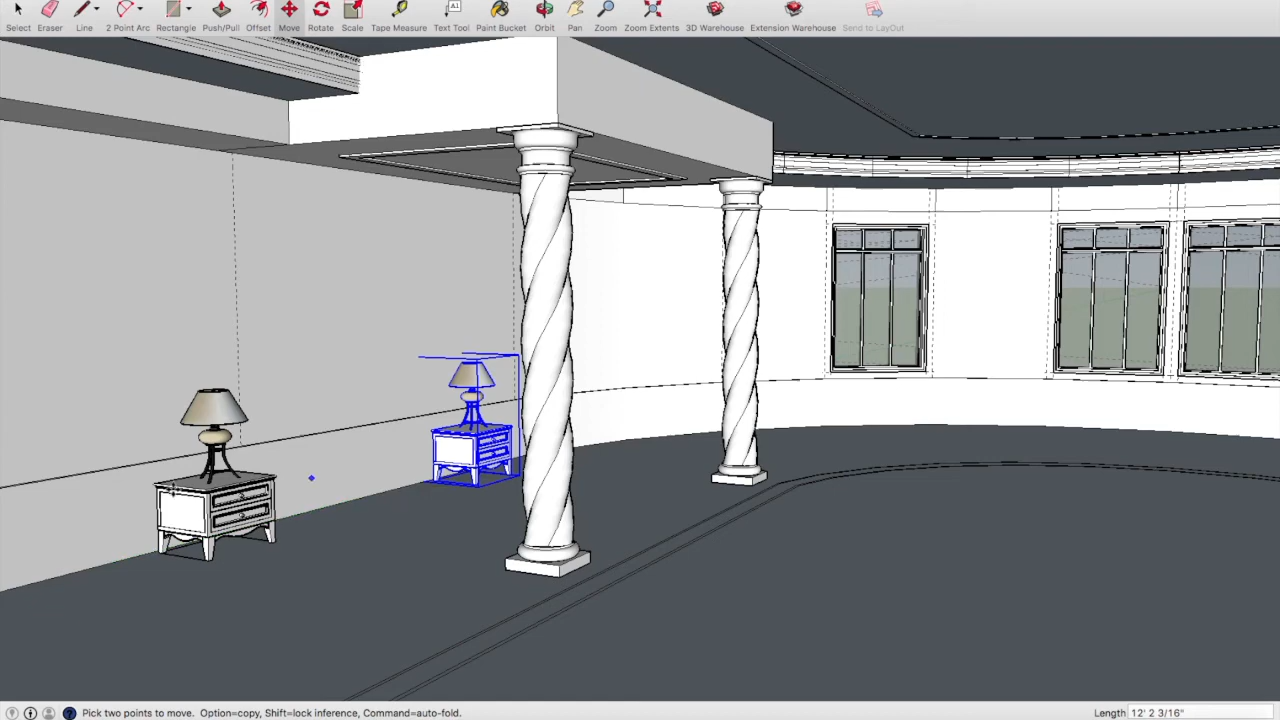 Select Eraser Line 2 Point Arc Rectangle Push/Pull Offset Move Rotate Scale Tape Measure Text Tool Paint Bucket Orbit Pan Zoom Zoom Extents 3D Warehouse Extension Warehouse Send to LayOut
A1
Pick two points to move. Option=copy, Shift=lock inference, Command=auto-fold. Length 12' 2 3/16"